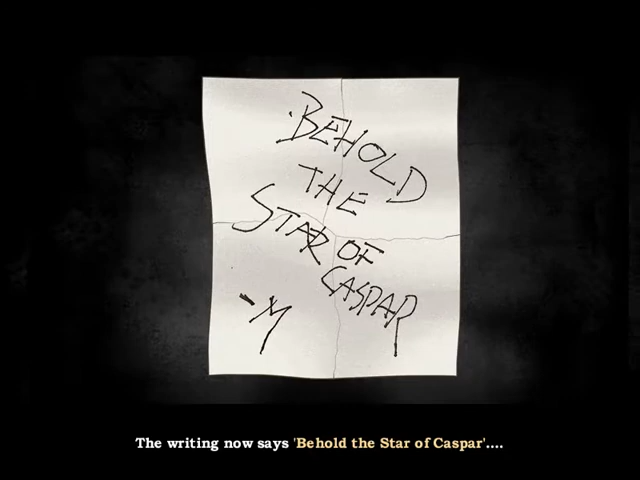 BEHOLD
THE
STAR OF
CASPAR
-M
The writing now says 'Behold the Star of Caspar'....